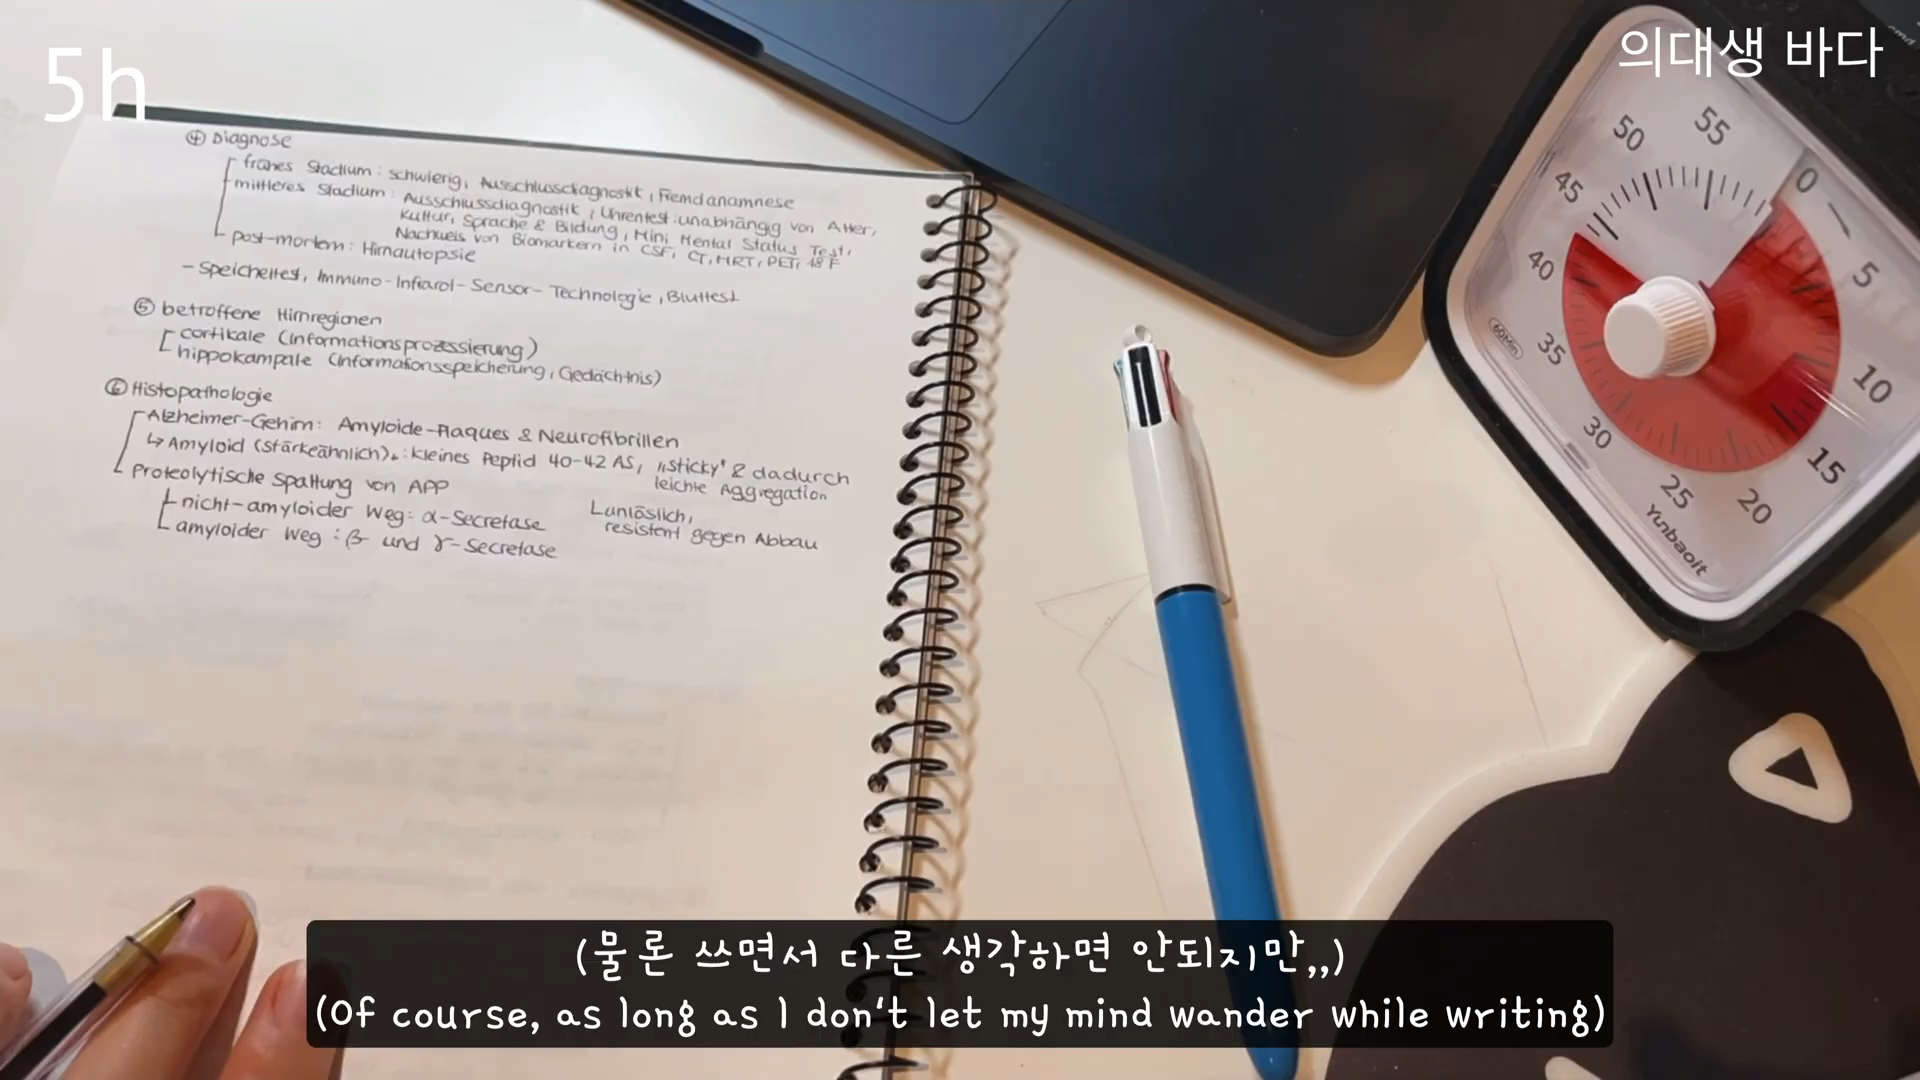 5h
의대생 바다
④ Diagnose
frühes Stadium: schwierig, Ausschlussdiagnostik, Fremdanamnese
mittleres Stadium: Ausschlussdiagnostik, Uhrentest: unabhängig von Alter,
Kultur, Sprache & Bildung, Mini Mental Status Test,
Nachweis von Biomarkern in CSF, CT, MRT, PET, 18F
post-mortem: Hirnautopsie
- Speicheltest, Immuno-Infrarot-Sensor-Technologie, Bluttest
⑤ betroffene Hirnregionen
cortikale (Informationsprozessierung)
hippokampale (Informationsspeicherung, Gedächtnis)
⑥ Histopathologie
Alzheimer-Gehirn: Amyloide-Plaques & Neurofibrillen
↳ Amyloid (stärkeähnlich): kleines Peptid 40-42 AS, "sticky" & dadurch
leichte Aggregation
Proteolytische Spaltung von APP
nicht-amyloider Weg: α-Secretase
unlöslich,
resistent gegen Abbau
amyloider Weg: β- und γ-Secretase
0
5
10
15
20
25
30
35
40
45
50
55
60Min
Yunbaoit
(물론 쓰면서 다른 생각하면 안되지만,,)
(Of course, as long as I don't let my mind wander while writing)